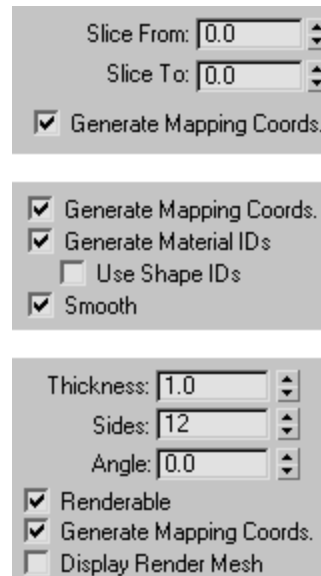 Slice From: 0.0
Slice To: 0.0
Generate Mapping Coords.
Generate Mapping Coords.
Generate Material IDs
Use Shape IDs
Smooth
Thickness: 1.0
Sides: 12
Angle: 0.0
Renderable
Generate Mapping Coords.
Display Render Mesh